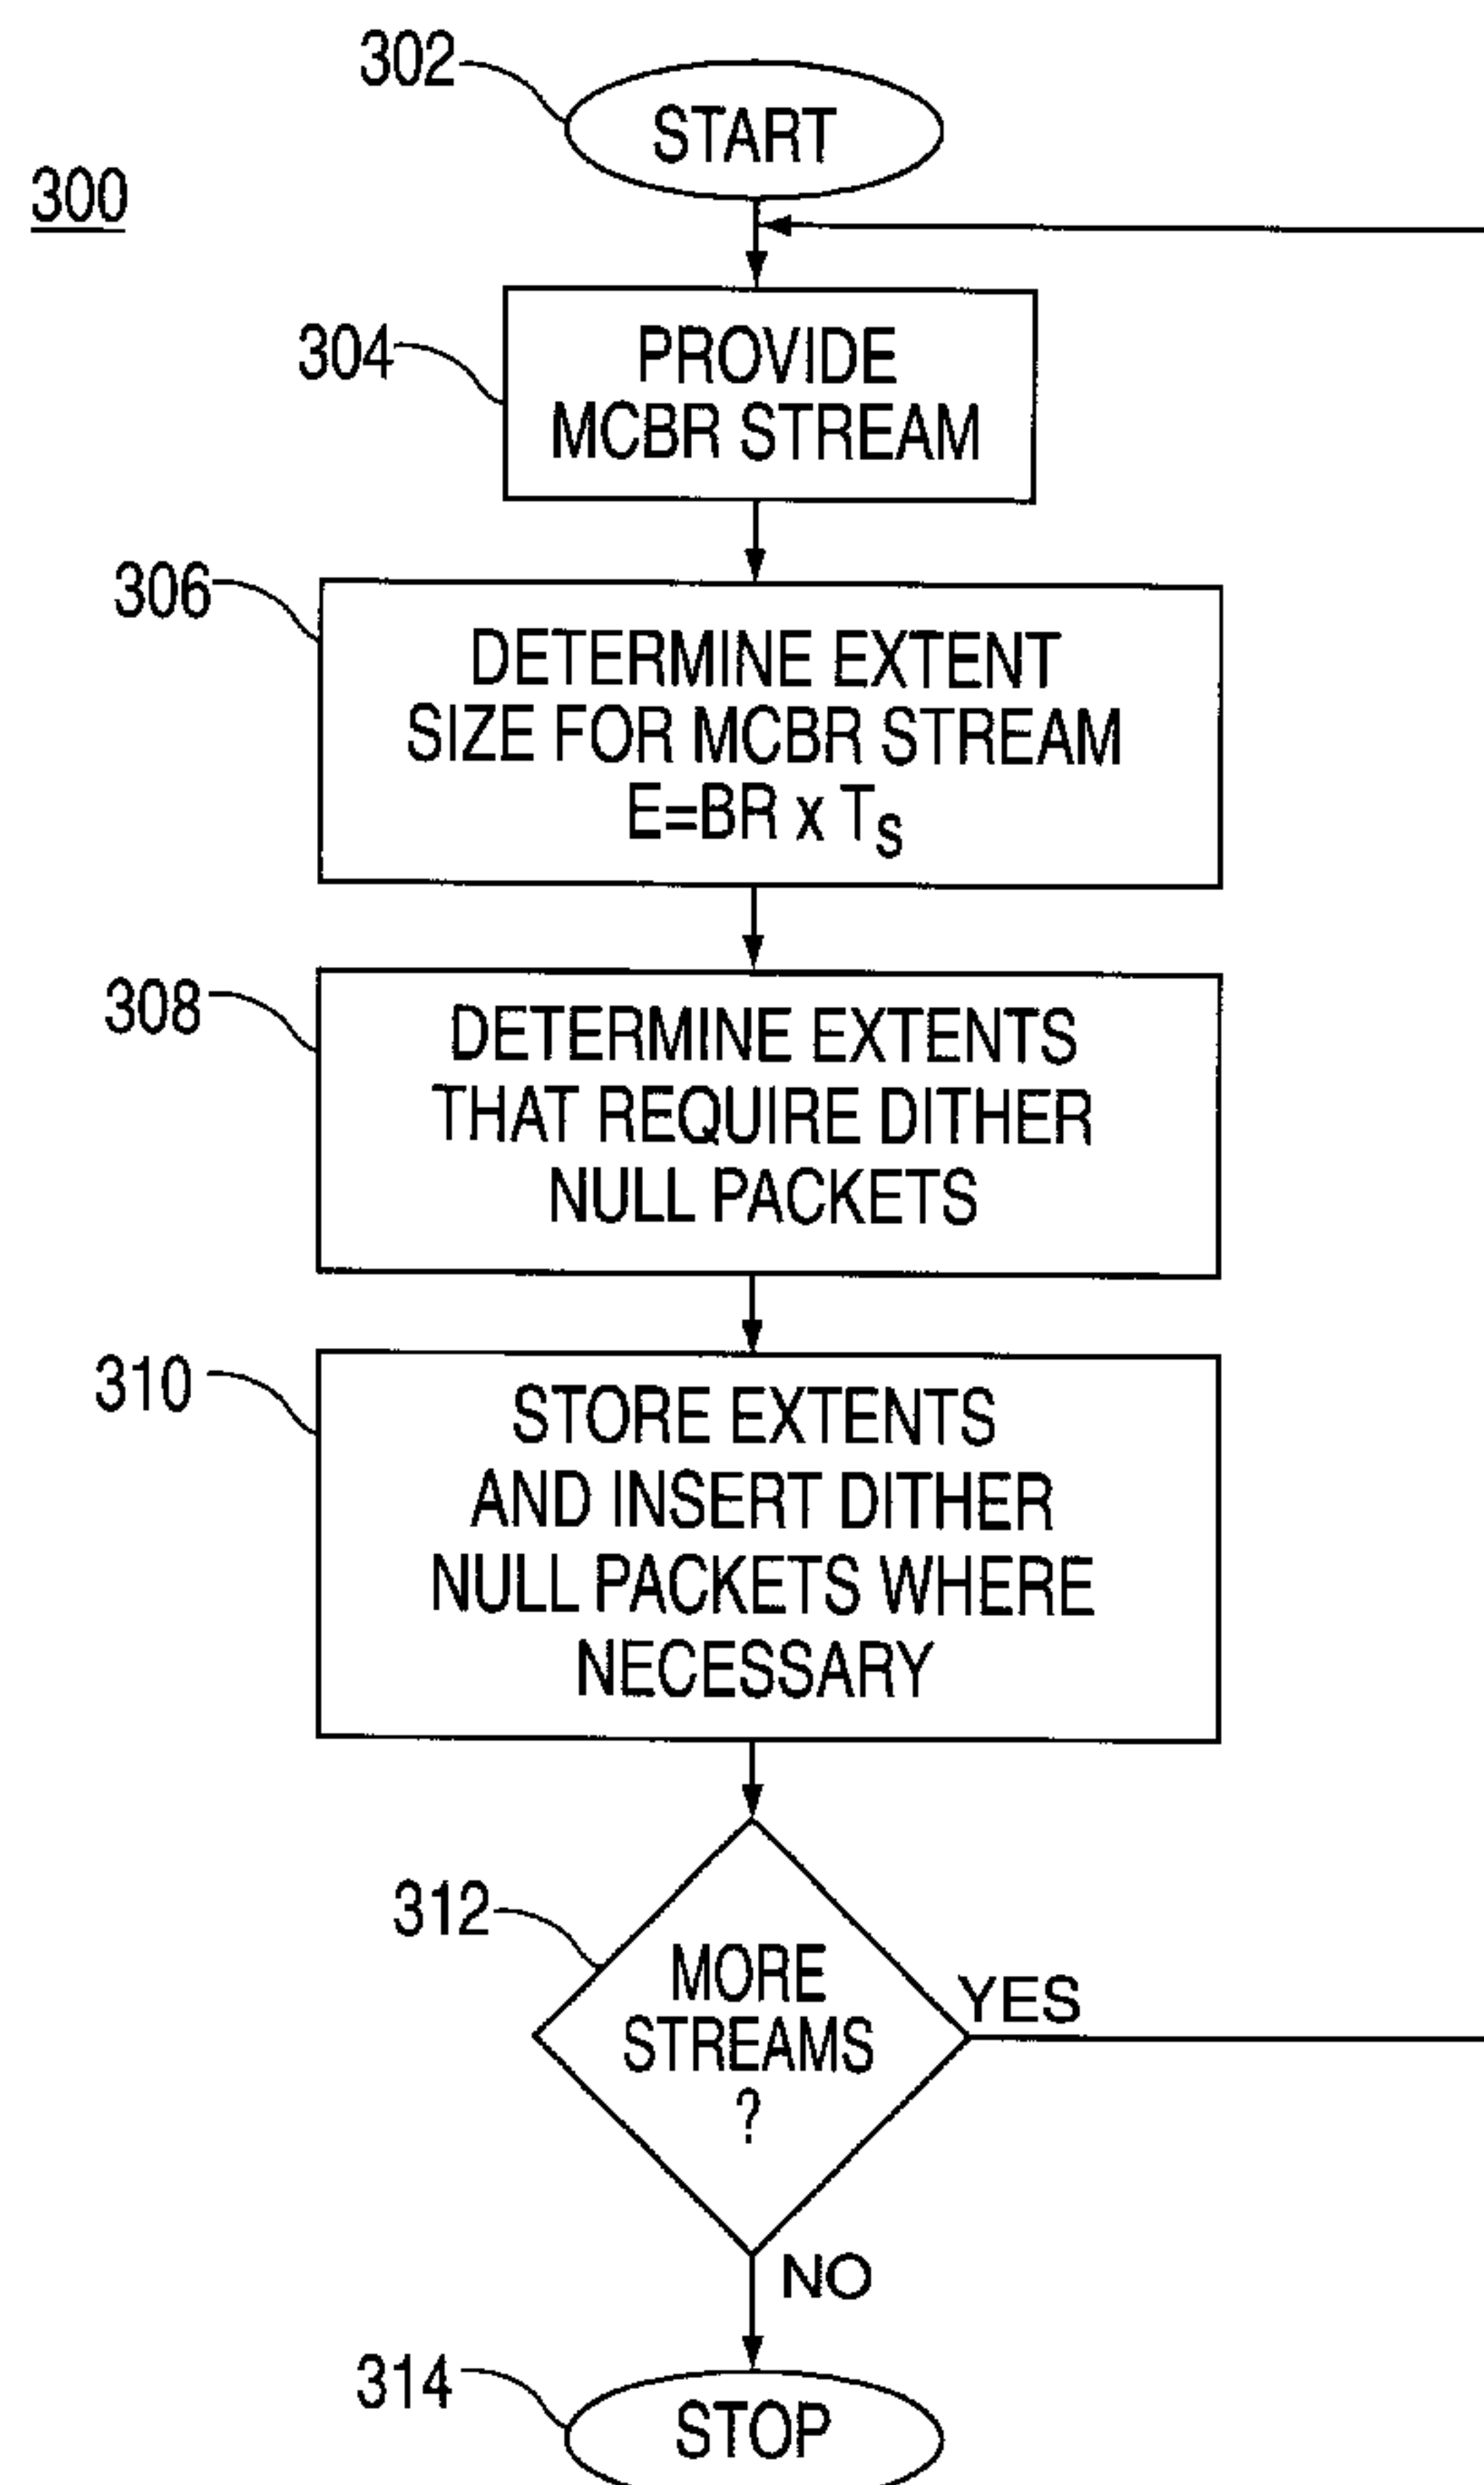 302
START
300
304
PROVIDE
MCBR STREAM
306
DETERMINE EXTENT
SIZE FOR MCBR STREAM
E=BR x TS
308
DETERMINE EXTENTS
THAT REQUIRE DITHER
NULL PACKETS
310
STORE EXTENTS
AND INSERT DITHER
NULL PACKETS WHERE
NECESSARY
312
MORE
STREAMS
?
YES
NO
314
STOP